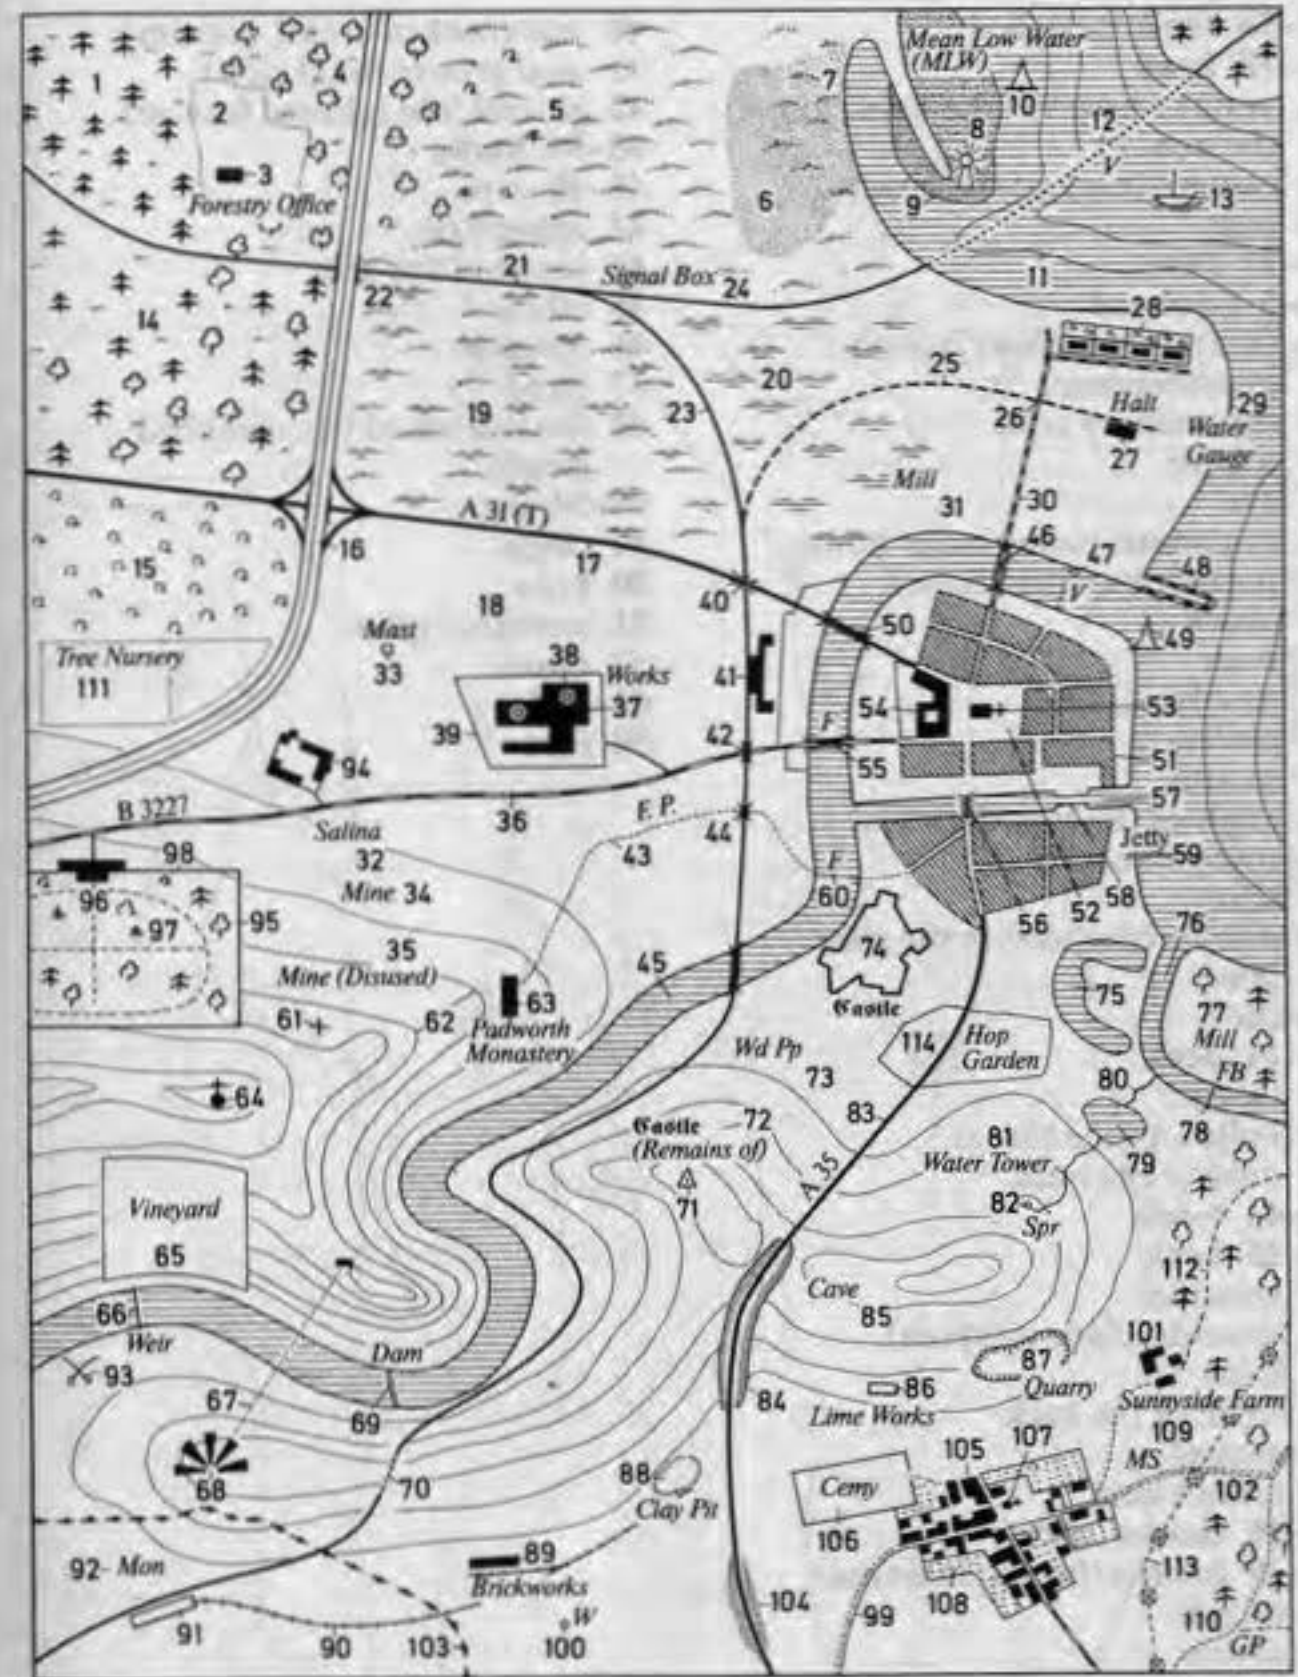 Mean Low Water
(MLW)
7
1
4
2
5
10
8
12
V
3
6
9
13
Forestry Office
21
Signal Box 24
11
22
28
14
20
25
19
23
26
Halt
29
27
Water
Gauge
Mill
31
30
A 31 (T)
46
47
48
16
17
15
18
40
V
50
49
Mast
33
38
Works
37
41
54
53
Tree Nursery
111
39
42
F
94
55
51
B 3227
36
F. P.
57
Salina
32
43
44
Jetty
59
98
Mine 34
F
60
96
97
95
35
56
52
58
76
Mine (Disused)
45
74
61
62
63
75
77
Padworth
Monastery
Castle
Mill
Wd Pp
73
114
Hop
Garden
80
FB
64
83
Castle
(Remains of)
72
81
78
Water Tower
79
A 35
71
82
Spr
Vineyard
65
112
Cave
85
66
Weir
101
Dam
93
87
Quarry
67
69
84
86
Lime Works
Sunnyside Farm
109
105
107
MS
68
70
88
Clay Pit
Cemy
106
102
92 Mon
89
Brickworks
113
W
100
104
99
108
110
GP
91
90
103